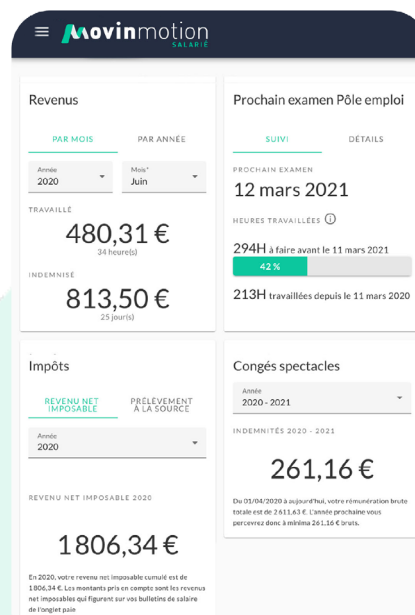 Movinmotion
SALARIÉ
Revenus
PAR MOIS PAR ANNÉE
Année
2020
Mois*
Juin
TRAVAILLÉ
480,31 €
34 heure(s)
INDEMNISÉ
813,50 €
25 jour(s)
Prochain examen Pôle emploi
SUIVI DÉTAILS
PROCHAIN EXAMEN
12 mars 2021
HEURES TRAVAILLÉES
294H à faire avant le 11 mars 2021
42 %
213H travaillées depuis le 11 mars 2020
Impôts
REVENU NET
IMPOSABLE
PRÉLÈVEMENT
À LA SOURCE
Année
2020
REVENU NET IMPOSABLE 2020
1 806,34 €
En 2020, votre revenu net imposable cumulé est de
1 806,34 €. Les montants pris en compte sont les revenus
net imposables qui figurent sur vos bulletins de salaire
de l'onglet paie
Congés spectacles
Année
2020 - 2021
INDEMNITÉS 2020 - 2021
261,16 €
Du 01/04/2020 à aujourd'hui, votre rémunération brute
totale est de 2 611,63 €. L'année prochaine vous
percevrez donc à minima 261,16 € bruts.